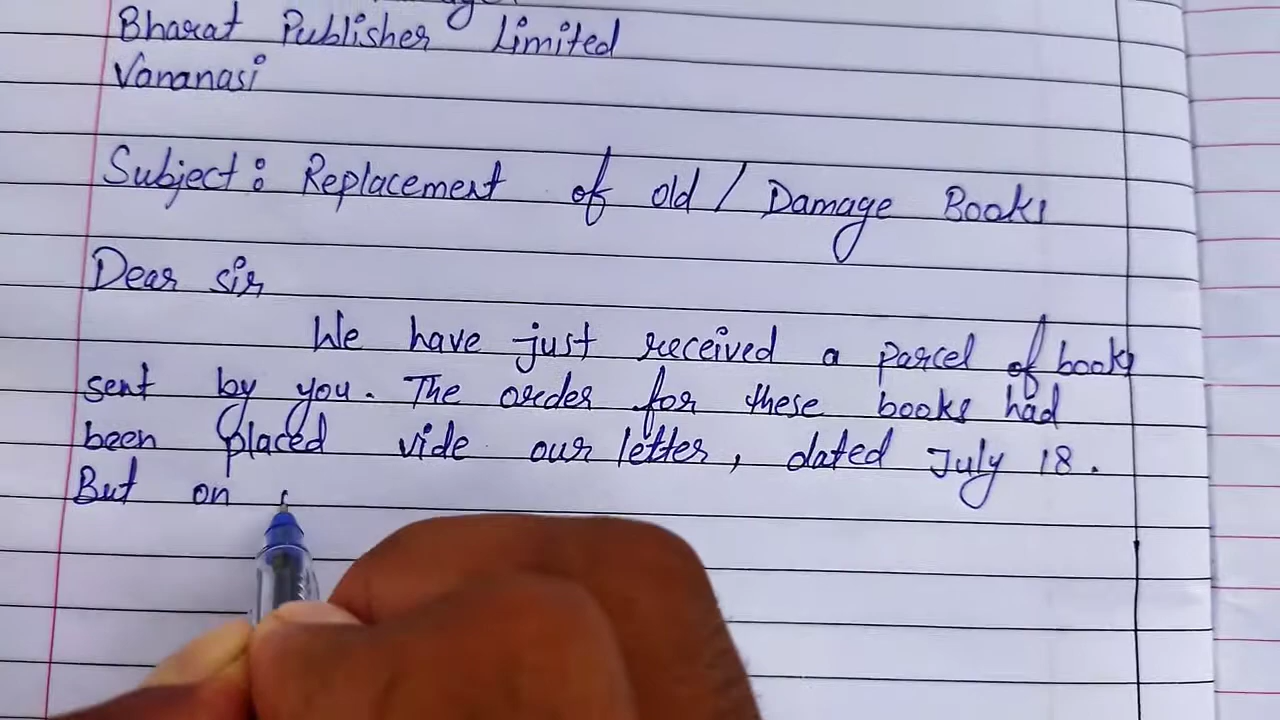 Bharat Publisher Limited
Varanasi
Subject: Replacement of old / Damage Books
Dear sir
We have just received a parcel of books
sent by you. The order for these books had
been placed vide our letter, dated July 18.
But on